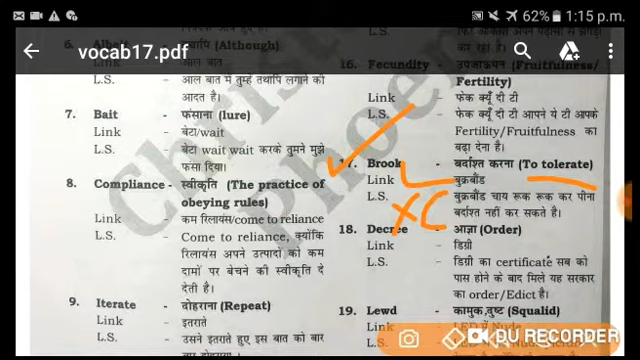 62% 1:15 p.m.
vocab17.pdf
(Although)
Link
L.S. - आल बात में तुम्हें तथापि लगाने की
आदत है।
7. Bait - फंसाना (lure)
Link - बेटा/wait
L.S. - बेटा wait wait करके तुमने मुझे
फंसा दिया।
8. Compliance - स्वीकृति (The practice of
obeying rules)
Link - कम रिलायंस/come to reliance
L.S. - Come to reliance, क्योंकि
रिलायंस अपने उत्पादों को कम
दामों पर बेचने की स्वीकृति दे
देती है।
9. Iterate - दोहराना (Repeat)
Link - इतराते
L.S. - उसने इतराते हुए इस बात को बार
L.S.
16. Fecundity - (Fruitfulness/
Fertility)
Link - फेक क्यूँ दी टी
L.S. - फेक क्यूँ दी टी आपने ये टी आपके
Fertility/Fruitfulness का
बढ़ा देना है।
17. Brook - बर्दाश्त करना (To tolerate)
Link - बुकबॉंड
L.S. - बुकबॉंड चाय रूक रूक कर पीना
बर्दाश्त नहीं कर सकते है।
18. Decree - आज्ञा (Order)
Link - डिग्री
L.S. - डिग्री का certificate सब को
पास होने के बाद मिले यह सरकार
का order/Edict है।
19. Lewd - कामुक, दुष्ट (Squalid)
Link
L.S.
DU RECORDER